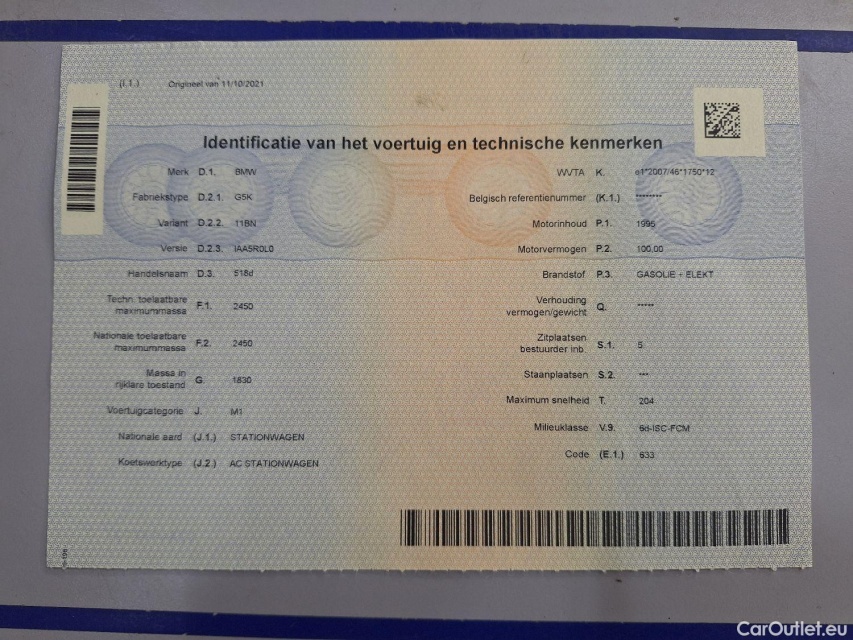 (I.1.) Origineel van 11/10/2021
Identificatie van het voertuig en technische kenmerken
Merk D.1. BMW
Fabriekstype D.2.1. G5K
Variant D.2.2. 11BN
Versie D.2.3. IAA5R0L0
Handelsnaam D.3. 518d
Techn. toelaatbare
maximummassa F.1. 2450
Nationale toelaatbare
maximummassa F.2. 2450
Massa in
rijklare toestand G. 1830
Voertuigcategorie J. M1
Nationale aard (J.1.) STATIONWAGEN
Koetswerktype (J.2.) AC STATIONWAGEN
WVTA K. e1*2007/46*1750*12
Belgisch referentienummer (K.1.) ********
Motorinhoud P.1. 1995
Motorvermogen P.2. 100.00
Brandstof P.3. GASOLIE + ELEKT
Verhouding
vermogen/gewicht Q. *****
Zitplaatsen
bestuurder inb. S.1. 5
Staanplaatsen S.2. ***
Maximum snelheid T. 204
Milieuklasse V.9. 6d-ISC-FCM
Code (E.1.) 633
CarOutlet.eu